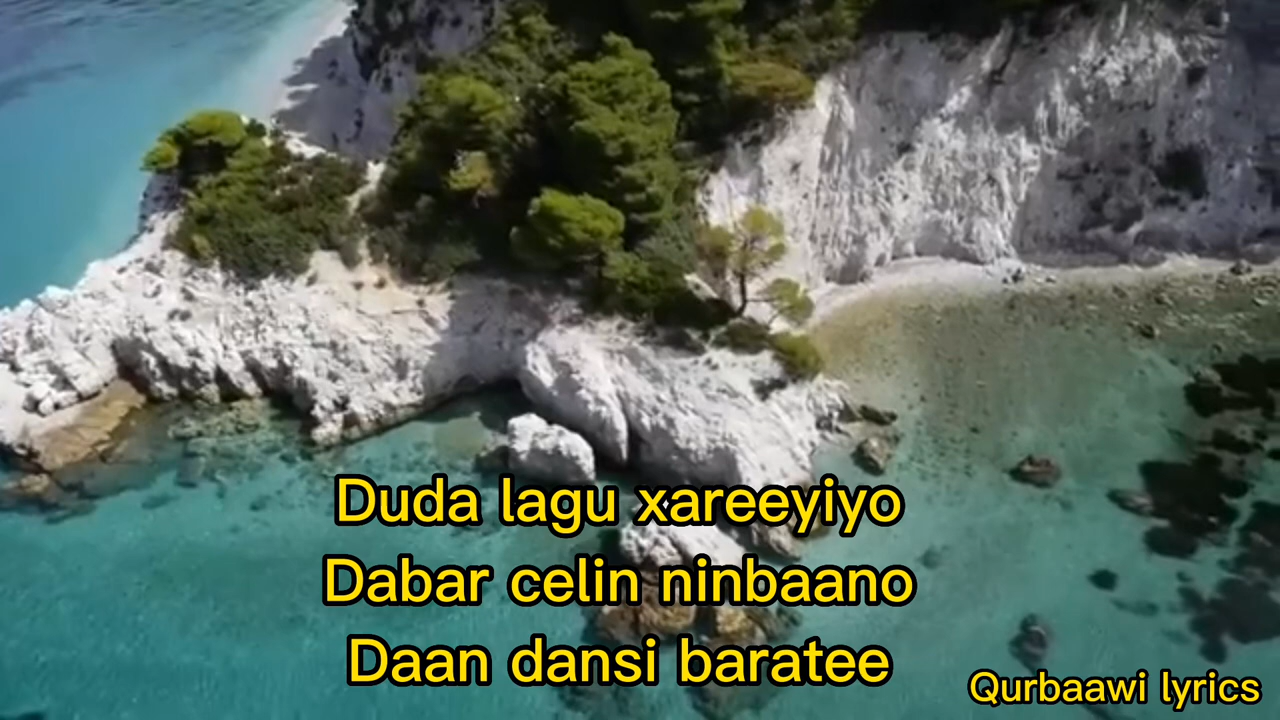 Duda lagu xareeyiyo
Dabar celin ninbaano
Daan dansi baratee
Qurbaawi lyrics